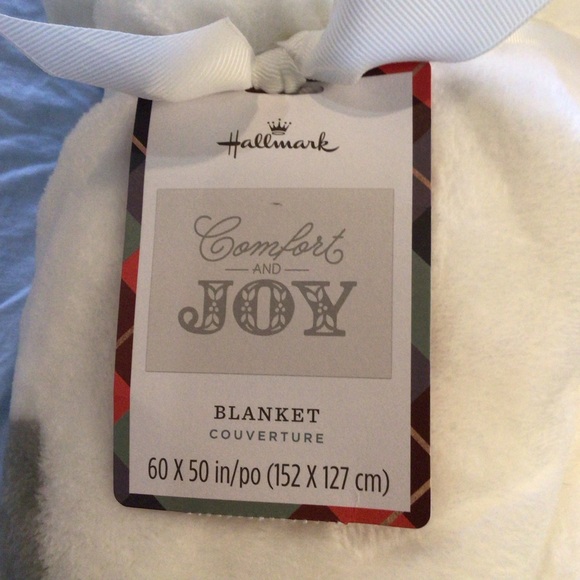 Hallmark
Comfort
AND
JOY
BLANKET
COUVERTURE
60 X 50 in/po (152 X 127 cm)